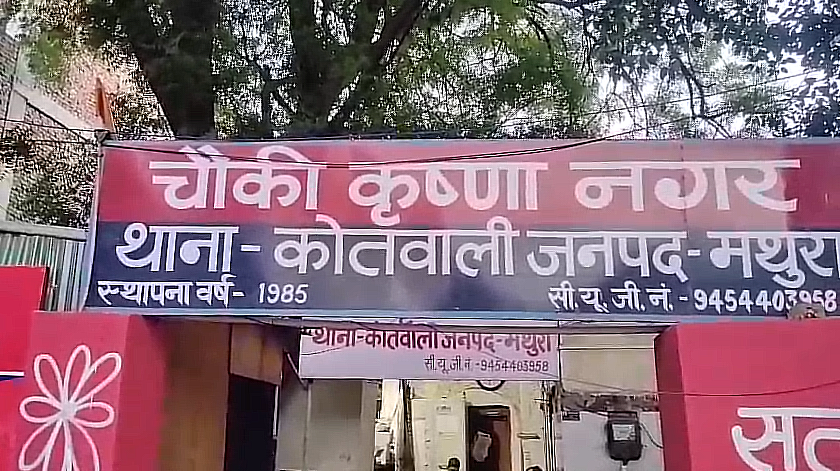 चौकी कृष्णा नगर
थाना - कोतवाली जनपद - मथुरा
स्थापना वर्ष - 1985
सी.यू.जी.नं. - 9454403958
थाना-कोतवाली जनपद-मथुरा
सी.यू.जी.नं. -9454403958